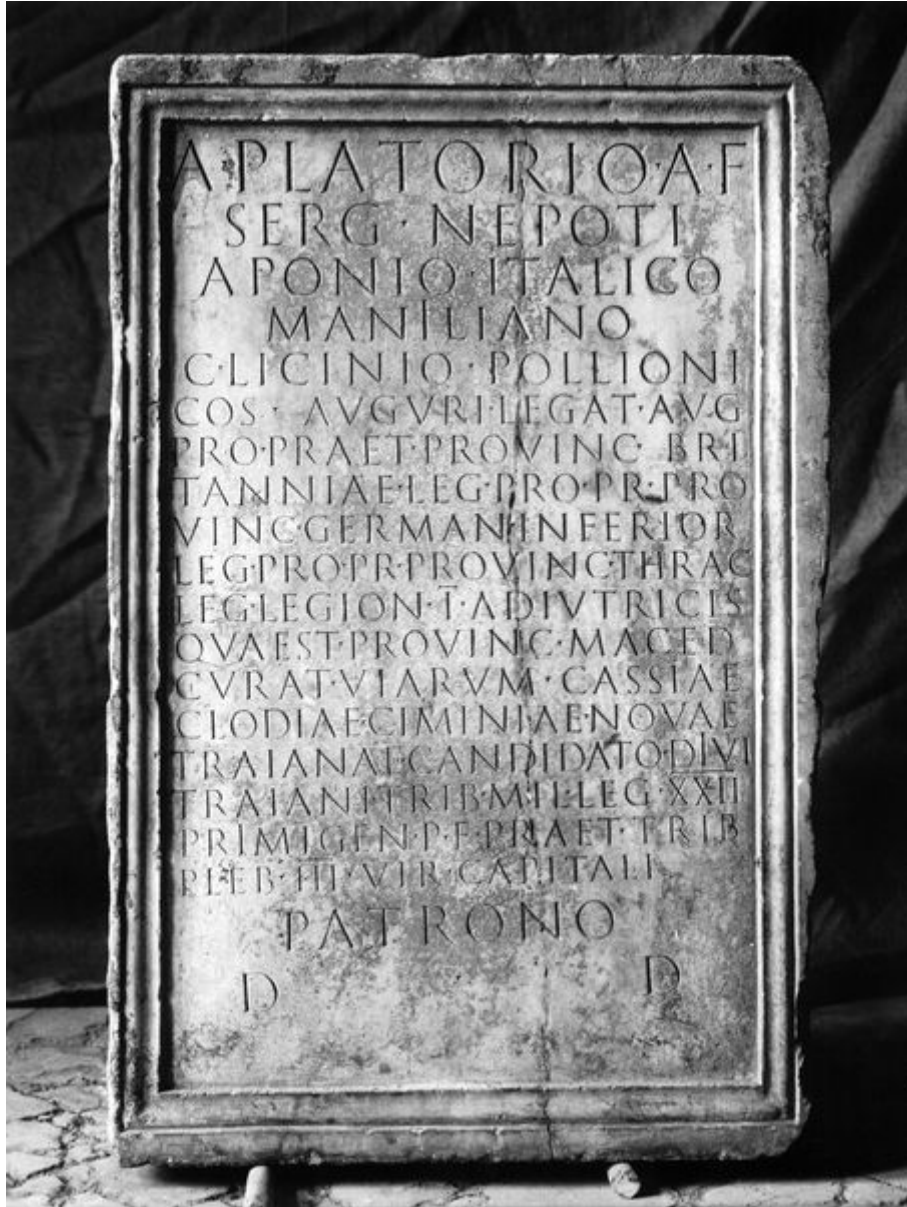 A PLATORIO·A·F
SERG·NEPOTI
APONIO·ITALICO
MANILIANO
C·LICINIO·POLLIONI
COS·AVGVRI·LEGAT·AVG
PRO·PRAET·PROVINC·BRI
TANNIAE·LEG·PRO·PR·PRO
VINC·GERMAN·INFERIOR
LEG·PRO·PR·PROVINC·THRAC
LEG·LEGION·I·ADIVTRICIS
QVAEST·PROVINC·MACED
CVRAT·VIARVM·CASSIAE
CLODIAE·CIMINIAE·NOVAE
TRAIANAE·CANDIDATO·DIVI
TRAIANI·TRIB·MIL·LEG·XXII
PRIMIGEN·P·F·PRAET·TRIB
PLEB·III·VIR·CAPITALI
PATRONO
D D